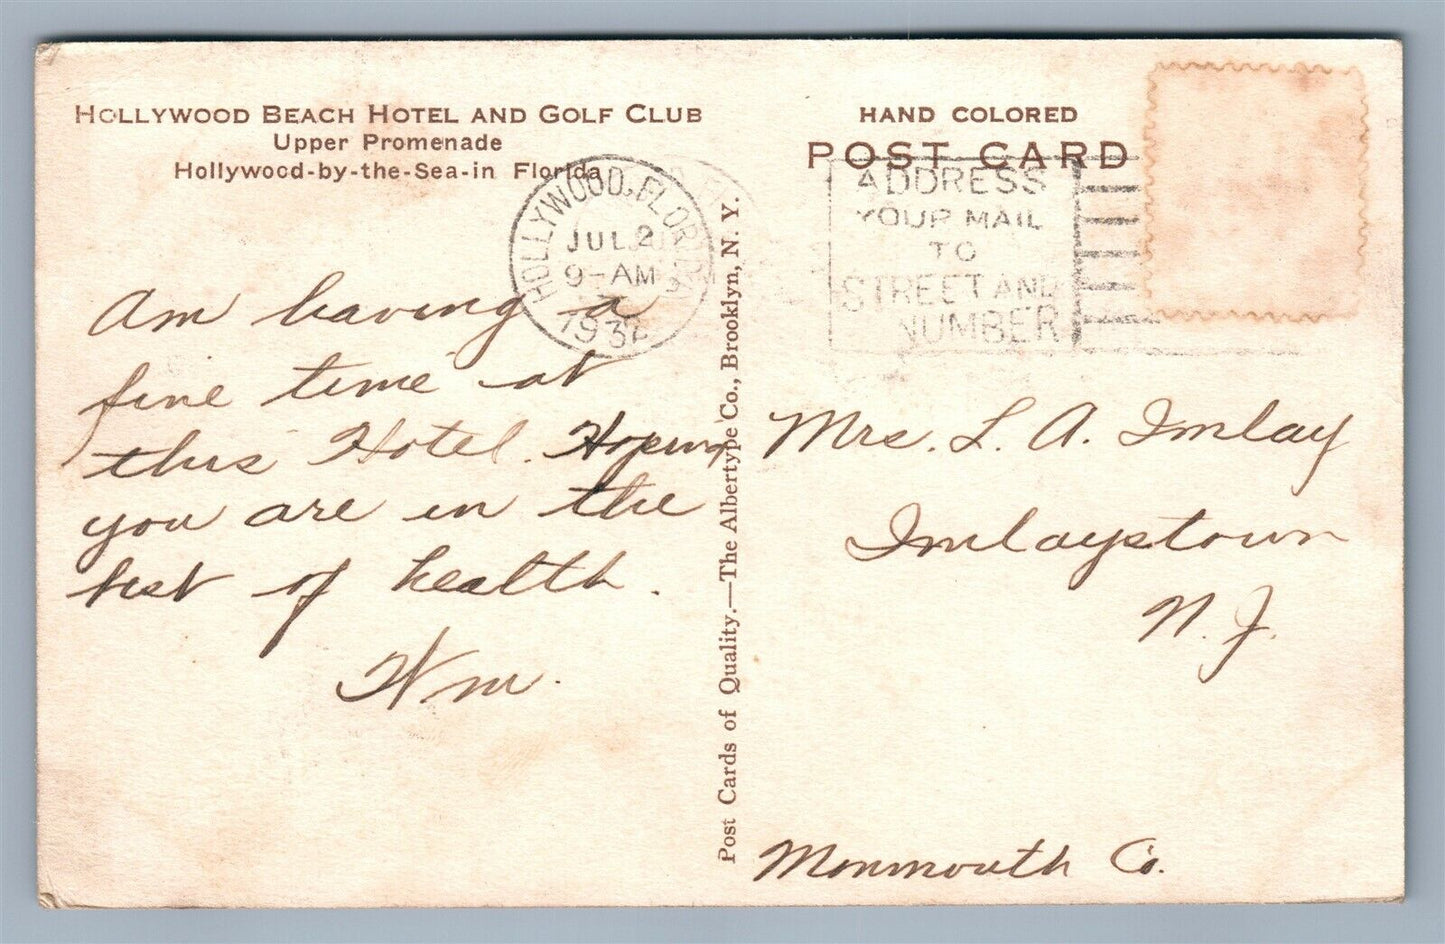 HOLLYWOOD BEACH HOTEL AND GOLF CLUB
Upper Promenade
Hollywood-by-the-Sea-in Florida
HAND COLORED
POST CARD
HOLLYWOOD, FLORIDA
JUL 2
9-AM
ADDRESS
YOUR MAIL
TO
STREET AND
NUMBER
Am having a
fine time at
this Hotel. Hoping
you are in the
best of health.
Wm.
Post Cards of Quality.—The Albertype Co., Brooklyn, N. Y.
Mrs. L. A. Imlay
Imlaystown
N. J.
Monmouth Co.